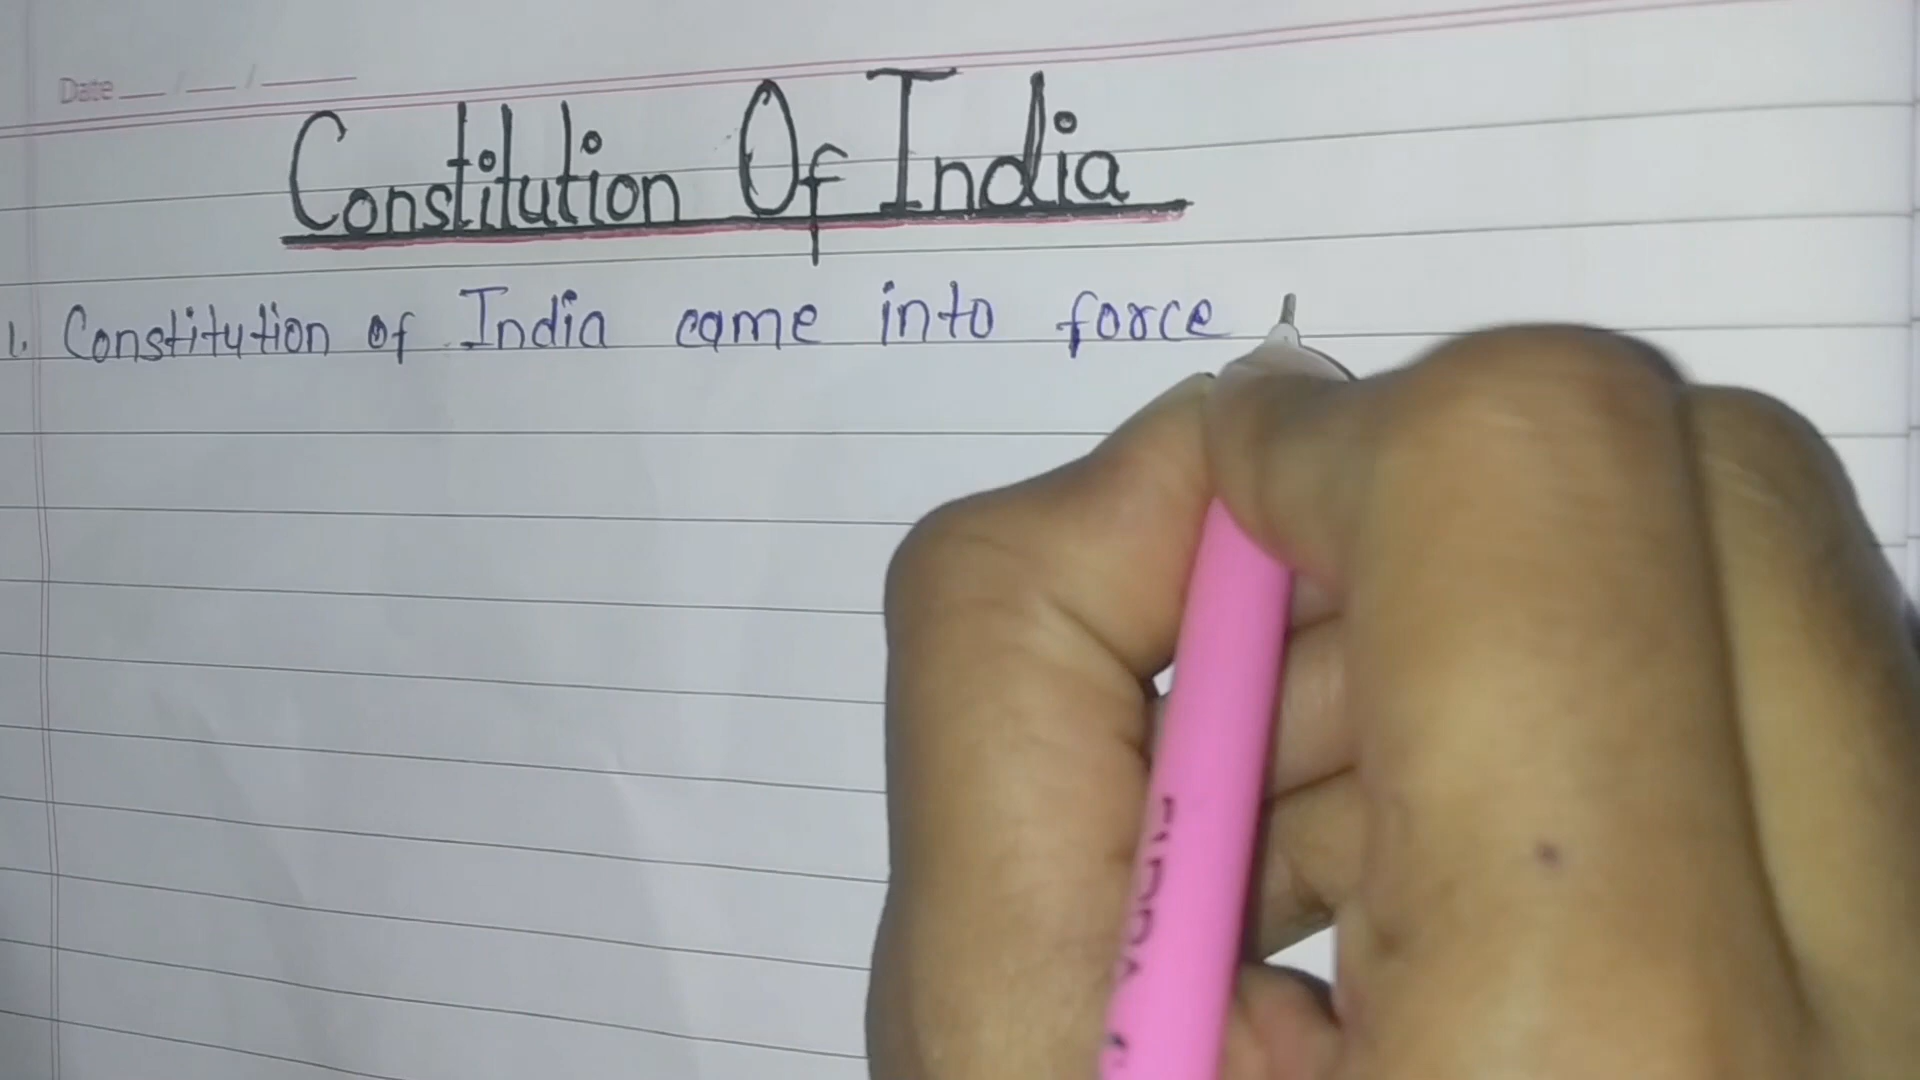 Date
Constitution Of India
1. Constitution of India came into force